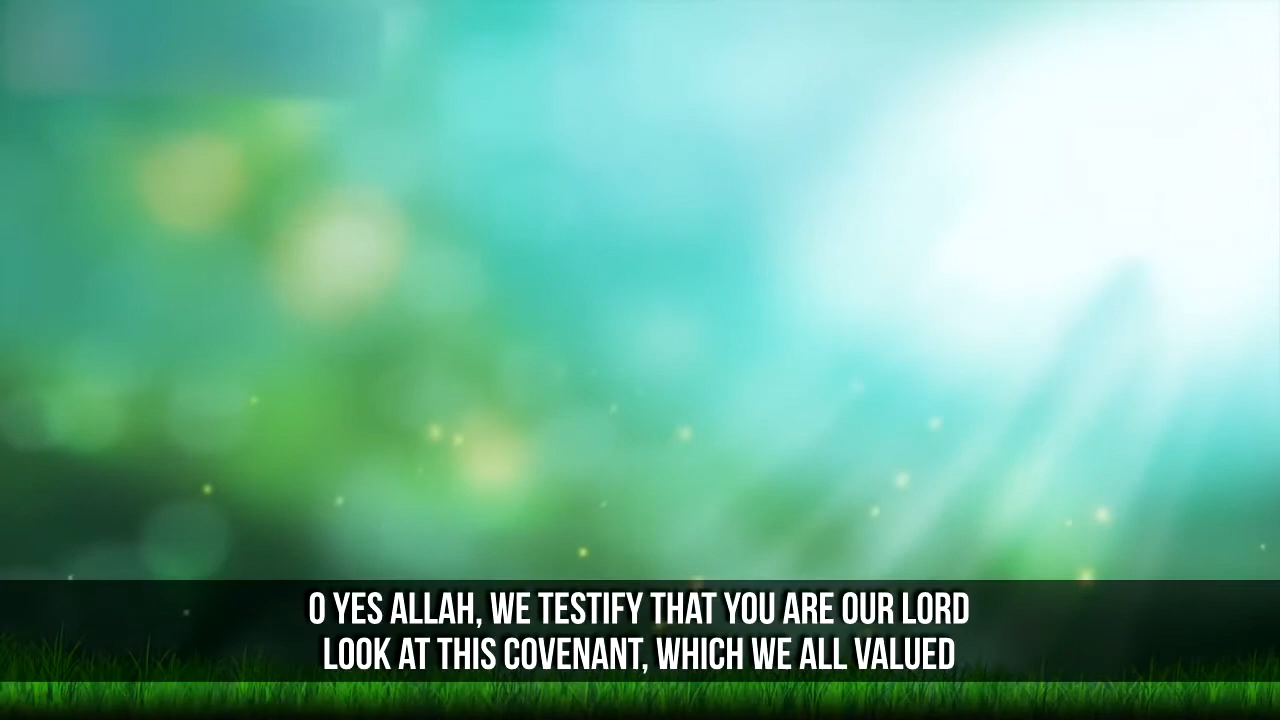 O YES ALLAH, WE TESTIFY THAT YOU ARE OUR LORD
LOOK AT THIS COVENANT, WHICH WE ALL VALUED